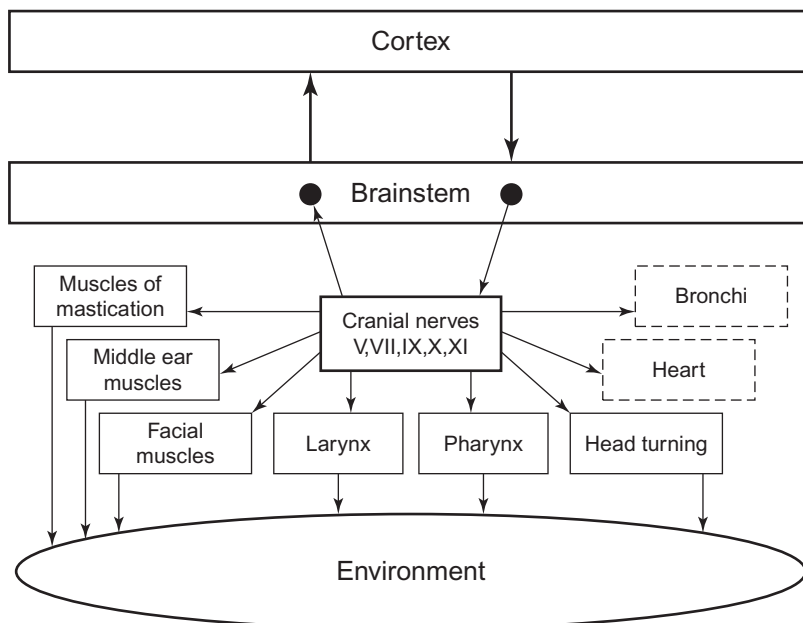 Cortex
Brainstem
Muscles of
mastication
Cranial nerves
V,VII,IX,X,XI
Bronchi
Middle ear
muscles
Heart
Facial
muscles
Larynx
Pharynx
Head turning
Environment